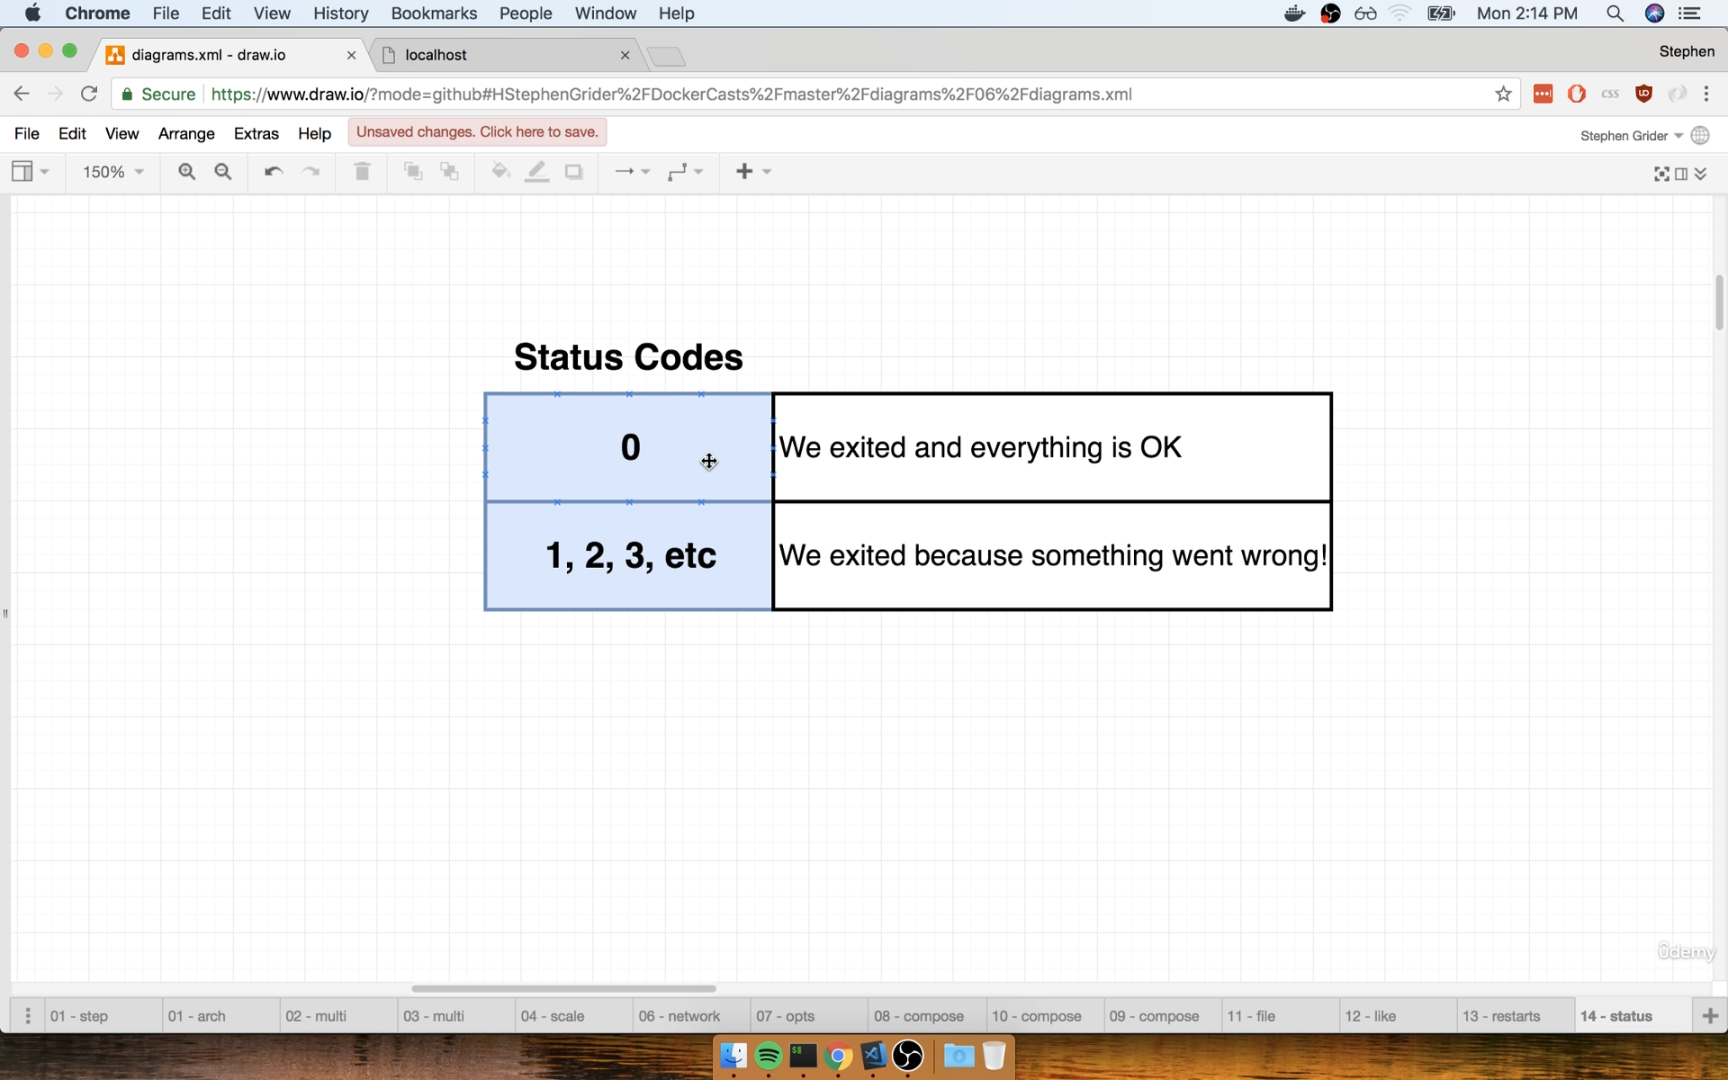 Chrome File Edit View History Bookmarks People Window Help Mon 2:14 PM
diagrams.xml - draw.io localhost Stephen
Secure https://www.draw.io/?mode=github#HStephenGrider%2FDockerCasts%2Fmaster%2Fdiagrams%2F06%2Fdiagrams.xml CSS
File Edit View Arrange Extras Help Unsaved changes. Click here to save. Stephen Grider
150%
Status Codes
0 We exited and everything is OK
1, 2, 3, etc We exited because something went wrong!
ûdemy
01 - step 01 - arch 02 - multi 03 - multi 04 - scale 06 - network 07 - opts 08 - compose 10 - compose 09 - compose 11 - file 12 - like 13 - restarts 14 - status